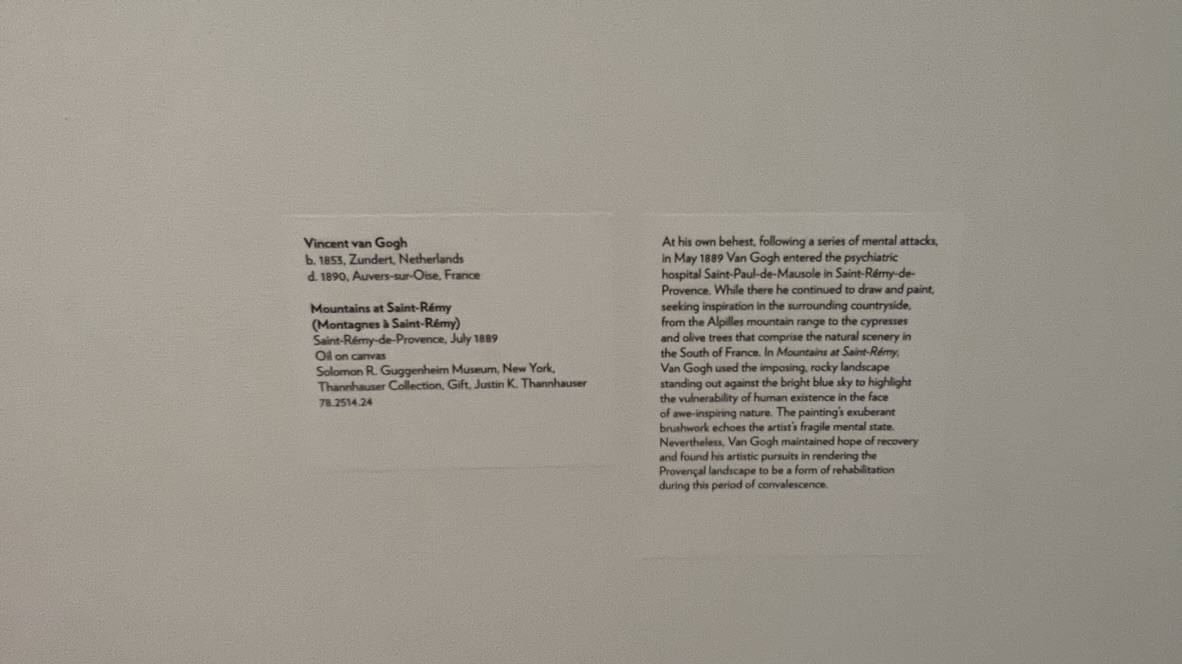 Vincent van Gogh
b. 1853, Zundert, Netherlands
d. 1890, Auvers-sur-Oise, France
Mountains at Saint-Rémy
(Montagnes à Saint-Rémy)
Saint-Rémy-de-Provence, July 1889
Oil on canvas
Solomon R. Guggenheim Museum, New York,
Thannhauser Collection, Gift, Justin K. Thannhauser
78.2514.24
At his own behest, following a series of mental attacks,
in May 1889 Van Gogh entered the psychiatric
hospital Saint-Paul-de-Mausole in Saint-Rémy-de-
Provence. While there he continued to draw and paint,
seeking inspiration in the surrounding countryside,
from the Alpilles mountain range to the cypresses
and olive trees that comprise the natural scenery in
the South of France. In Mountains at Saint-Rémy,
Van Gogh used the imposing, rocky landscape
standing out against the bright blue sky to highlight
the vulnerability of human existence in the face
of awe-inspiring nature. The painting's exuberant
brushwork echoes the artist's fragile mental state.
Nevertheless, Van Gogh maintained hope of recovery
and found his artistic pursuits in rendering the
Provençal landscape to be a form of rehabilitation
during this period of convalescence.